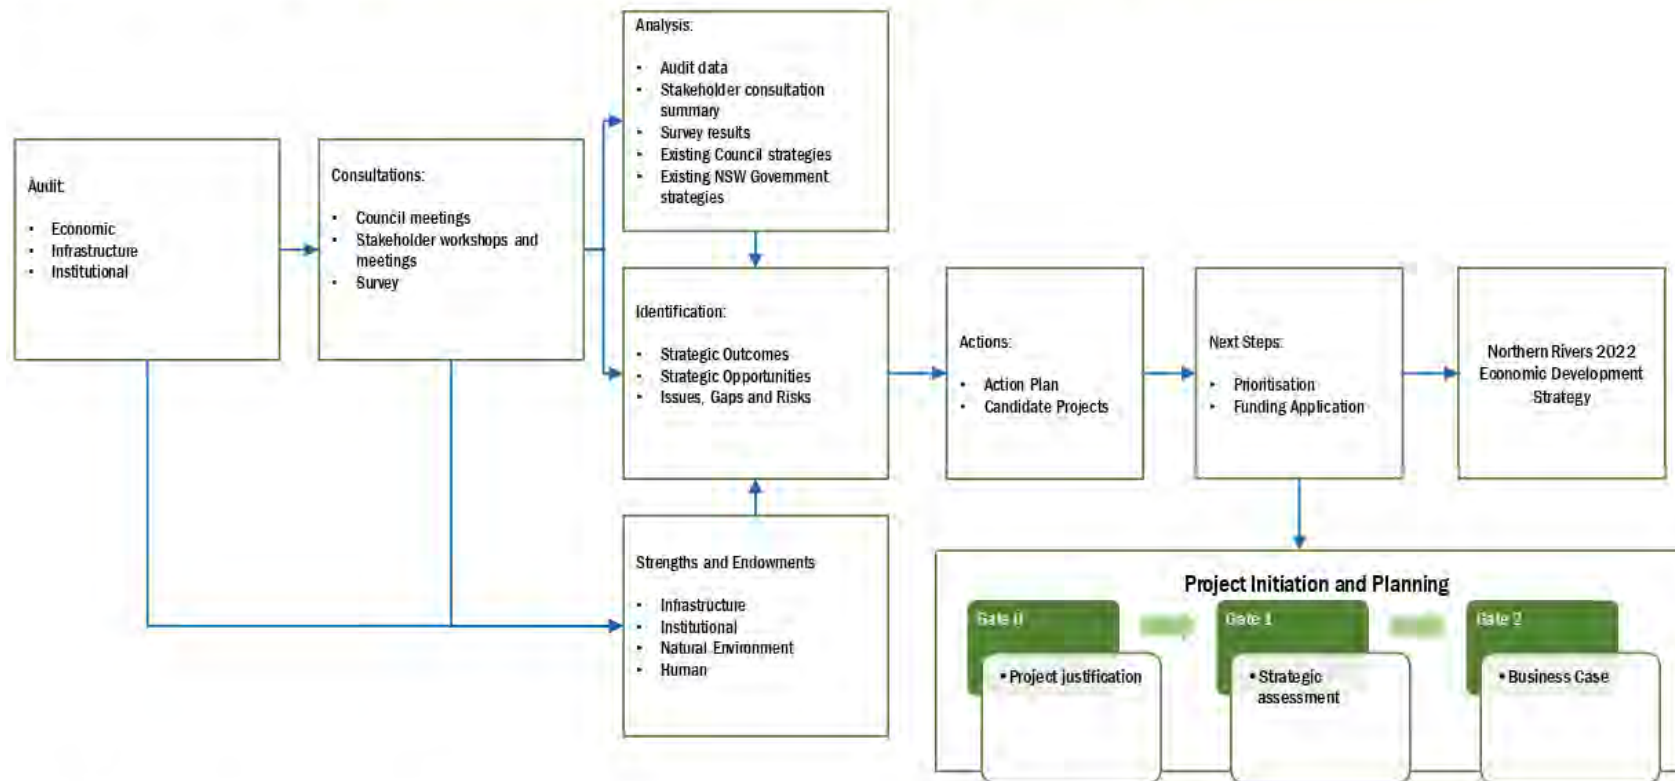 Audit:
• Economic
• Infrastructure
• Institutional
Consultations:
• Council meetings
• Stakeholder workshops and
meetings
• Survey
Analysis:
• Audit data
• Stakeholder consultation
summary
• Survey results
• Existing Council strategies
• Existing NSW Government
strategies
Identification:
• Strategic Outcomes
• Strategic Opportunities
• Issues, Gaps and Risks
Strengths and Endowments
• Infrastructure
• Institutional
• Natural Environment
• Human
Actions:
• Action Plan
• Candidate Projects
Next Steps:
• Prioritisation
• Funding Application
Northern Rivers 2022
Economic Development
Strategy
Project Initiation and Planning
Gate 0
• Project justification
Gate 1
• Strategic
assessment
Gate 2
• Business Case